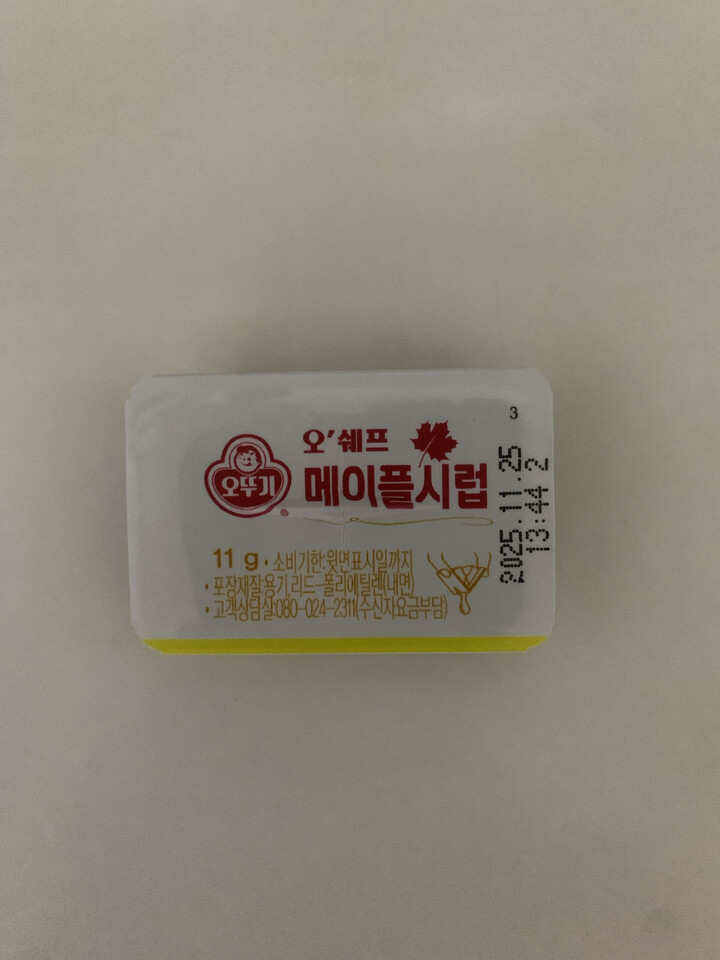 오뚜기
오'쉐프
메이플시럽
11 g • 소비기한:윗면표시일까지
• 포장재질:용기,리드-폴리에틸렌(내면)
• 고객상담실:080-024-2311(수신자요금부담)
3
2025.11.25
13:44 2